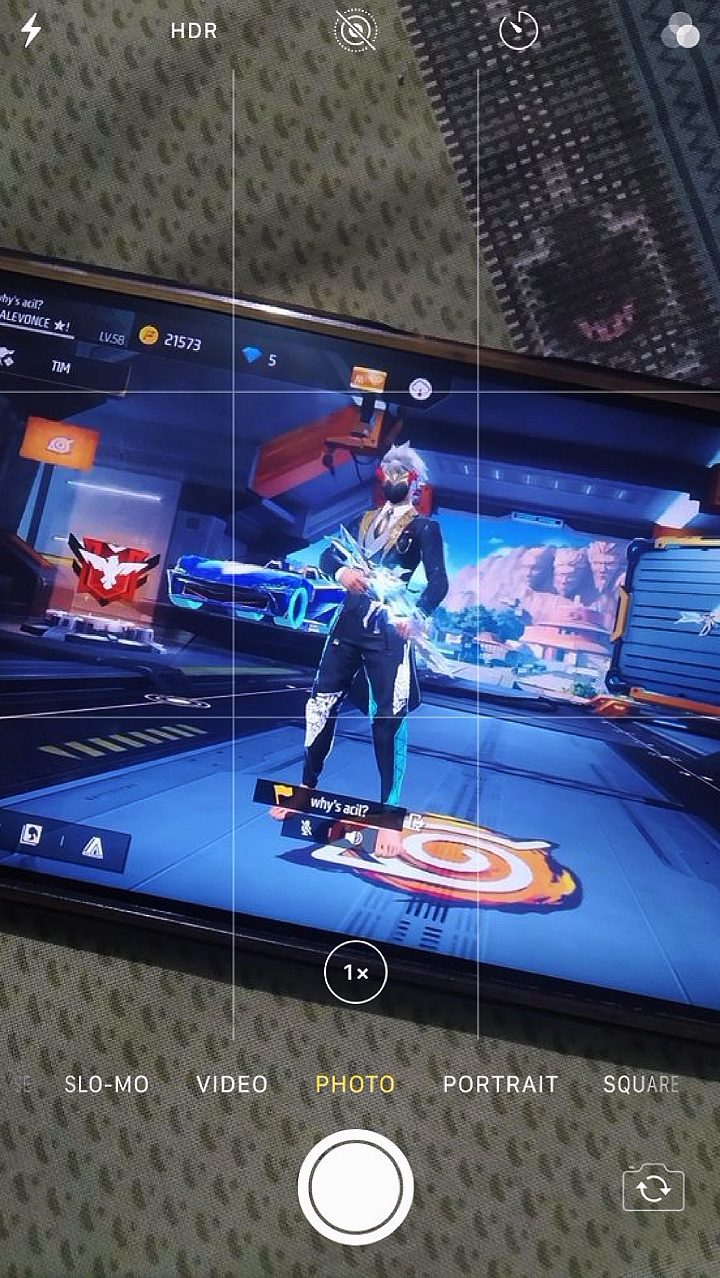 HDR
why's acil?
ALEVONCE ★!
LV.58
21573
5
TIM
why's acil?
1×
SLO-MO
VIDEO
PHOTO
PORTRAIT
SQUARE